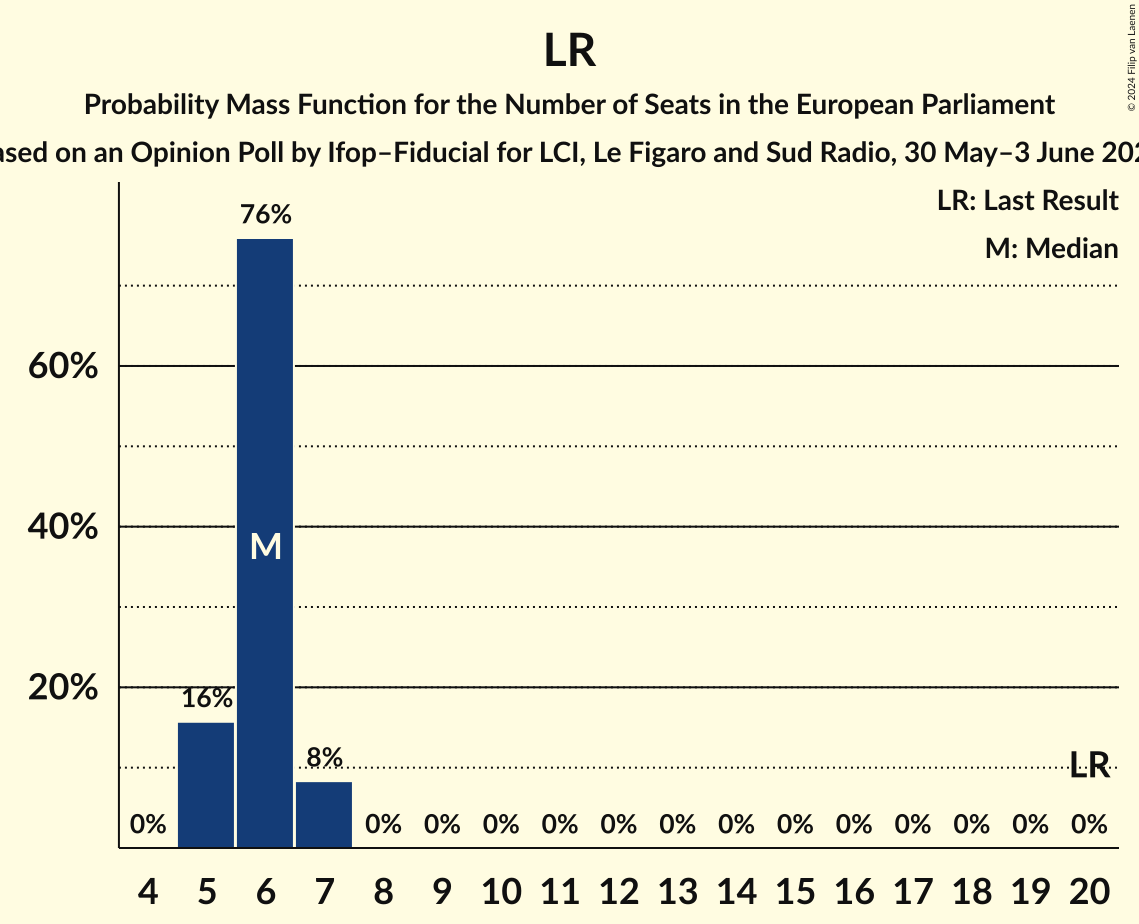 LR
Probability Mass Function for the Number of Seats in the European Parliament
ased on an Opinion Poll by Ifop–Fiducial for LCI, Le Figaro and Sud Radio, 30 May–3 June 202
© 2024 Filip van Laenen
LR: Last Result
M: Median
76%
60%
40%
M
20%
16%
8%
LR
0% 0% 0% 0% 0% 0% 0% 0% 0% 0% 0% 0% 0% 0%
4 5 6 7 8 9 10 11 12 13 14 15 16 17 18 19 20